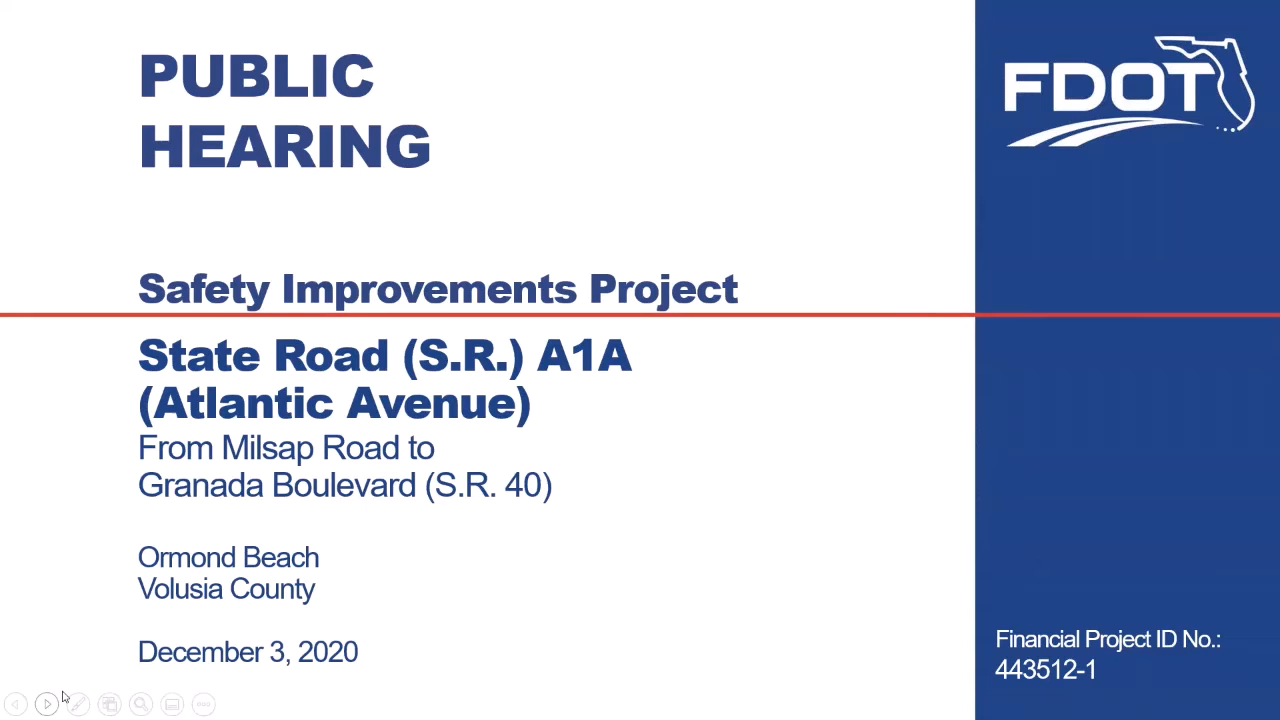 PUBLIC
HEARING
FDOT
Safety Improvements Project
State Road (S.R.) A1A
(Atlantic Avenue)
From Milsap Road to
Granada Boulevard (S.R. 40)
Ormond Beach
Volusia County
December 3, 2020
Financial Project ID No.:
443512-1